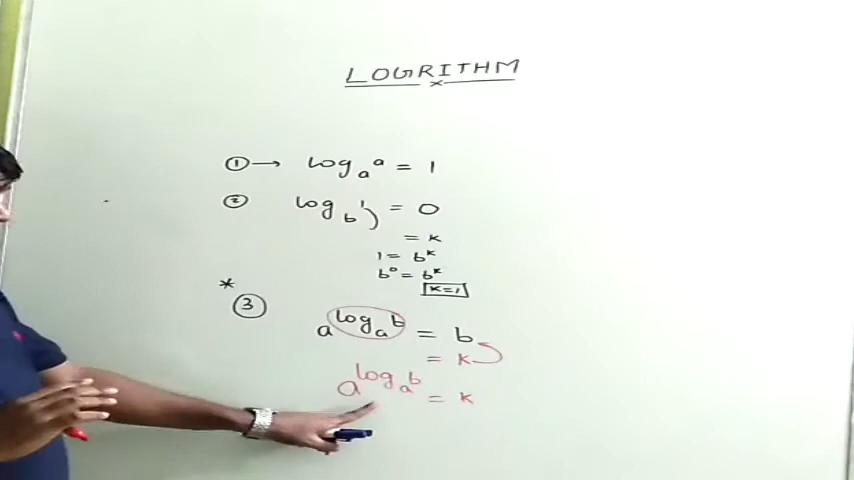 LOGRITHM
① → log_a a = 1
② log_b 1 = 0
= k
1 = b^k
b^0 = b^k
k=1
* ③ a^(log_a b) = b
= k
a^(log_a b) = k